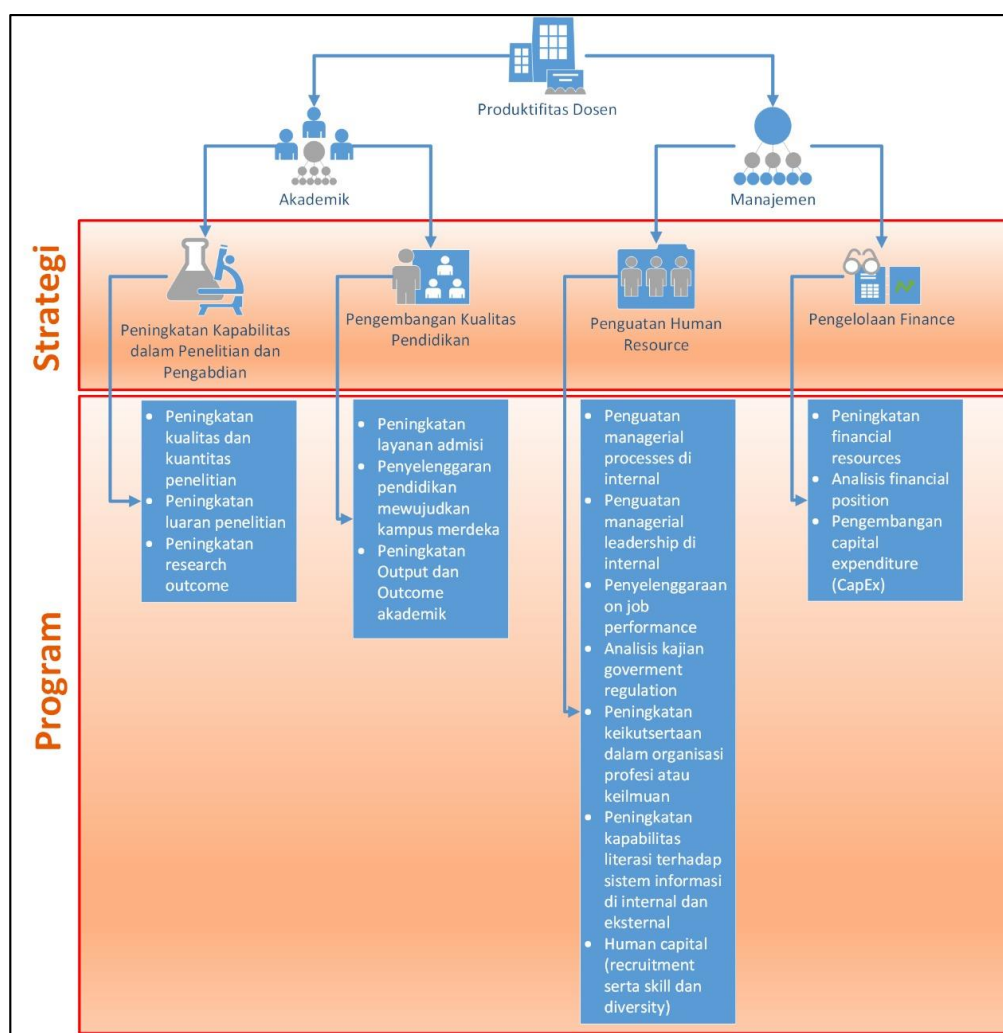 Produktifitas Dosen
Akademik
Manajemen
Strategi
Peningkatan Kapabilitas
dalam Penelitian dan
Pengabdian
Pengembangan Kualitas
Pendidikan
Penguatan Human
Resource
Pengelolaan Finance
Program
• Peningkatan
kualitas dan
kuantitas
penelitian
• Peningkatan
luaran penelitian
• Peningkatan
research
outcome
• Peningkatan
layanan admisi
• Penyelenggaran
pendidikan
mewujudkan
kampus merdeka
• Peningkatan
Output dan
Outcome
akademik
• Penguatan
managerial
processes di
internal
• Penguatan
managerial
leadership di
internal
• Penyelenggaraan
on job
performance
• Analisis kajian
goverment
regulation
• Peningkatan
keikutsertaan
dalam organisasi
profesi atau
keilmuan
• Peningkatan
kapabilitas
literasi terhadap
sistem informasi
di internal dan
eksternal
• Human capital
(recruitment
serta skill dan
diversity)
• Peningkatan
financial
resources
• Analisis financial
position
• Pengembangan
capital
expenditure
(CapEx)